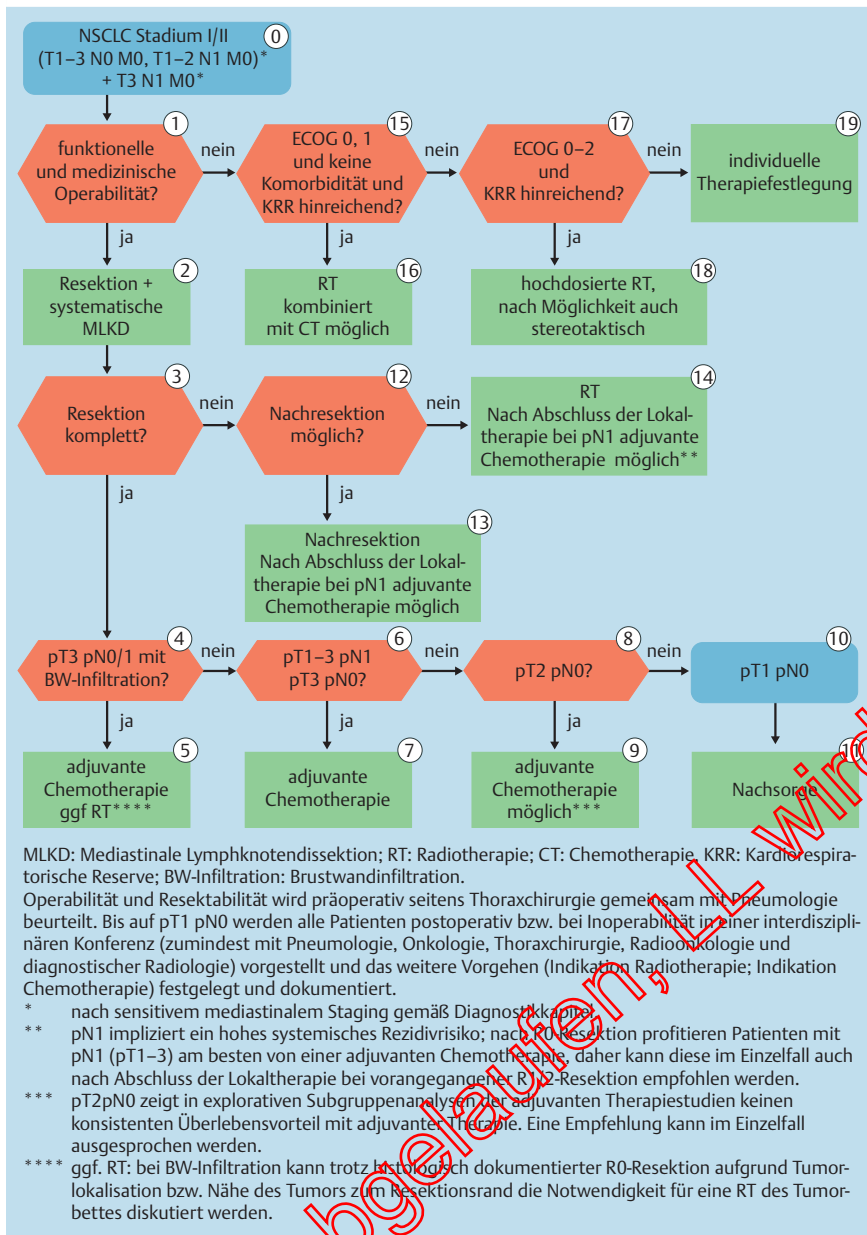 NSCLC Stadium I/II
(T1–3 N0 M0, T1–2 N1 M0)*
+ T3 N1 M0*
0
1
funktionelle
und medizinische
Operabilität?
nein
15
ECOG 0, 1
und keine
Komorbidität und
KRR hinreichend?
nein
17
ECOG 0–2
und
KRR hinreichend?
nein
19
individuelle
Therapiefestlegung
ja
ja
ja
2
Resektion +
systematische
MLKD
16
RT
kombiniert
mit CT möglich
18
hochdosierte RT,
nach Möglichkeit auch
stereotaktisch
3
Resektion
komplett?
nein
12
Nachresektion
möglich?
nein
14
RT
Nach Abschluss der Lokal-
therapie bei pN1 adjuvante
Chemotherapie möglich**
ja
ja
13
Nachresektion
Nach Abschluss der Lokal-
therapie bei pN1 adjuvante
Chemotherapie möglich
4
pT3 pN0/1 mit
BW-Infiltration?
nein
6
pT1–3 pN1
pT3 pN0?
nein
8
pT2 pN0?
nein
10
pT1 pN0
ja
ja
ja
5
adjuvante
Chemotherapie
ggf RT****
7
adjuvante
Chemotherapie
9
adjuvante
Chemotherapie
möglich***
11
Nachsorge
MLKD: Mediastinale Lymphknotendissektion; RT: Radiotherapie; CT: Chemotherapie, KRR: Kardiorespira-
torische Reserve; BW-Infiltration: Brustwandinfiltration.
Operabilität und Resektabilität wird präoperativ seitens Thoraxchirurgie gemeinsam mit Pneumologie
beurteilt. Bis auf pT1 pN0 werden alle Patienten postoperativ bzw. bei Inoperabilität in einer interdiszipli-
nären Konferenz (zumindest mit Pneumologie, Onkologie, Thoraxchirurgie, Radioonkologie und
diagnostischer Radiologie) vorgestellt und das weitere Vorgehen (Indikation Radiotherapie; Indikation
Chemotherapie) festgelegt und dokumentiert.
* nach sensitivem mediastinalem Staging gemäß Diagnostikkapitel
** pN1 impliziert ein hohes systemisches Rezidivrisiko; nach R0-Resektion profitieren Patienten mit
pN1 (pT1–3) am besten von einer adjuvanten Chemotherapie, daher kann diese im Einzelfall auch
nach Abschluss der Lokaltherapie bei vorangegangener R1/2-Resektion empfohlen werden.
*** pT2pN0 zeigt in explorativen Subgruppenanalysen der adjuvanten Therapiestudien keinen
konsistenten Überlebensvorteil mit adjuvanter Therapie. Eine Empfehlung kann im Einzelfall
ausgesprochen werden.
**** ggf. RT: bei BW-Infiltration kann trotz histologisch dokumentierter R0-Resektion aufgrund Tumor-
lokalisation bzw. Nähe des Tumors zum Resektionsrand die Notwendigkeit für eine RT des Tumor-
bettes diskutiert werden.
bgelaufen, LL wird